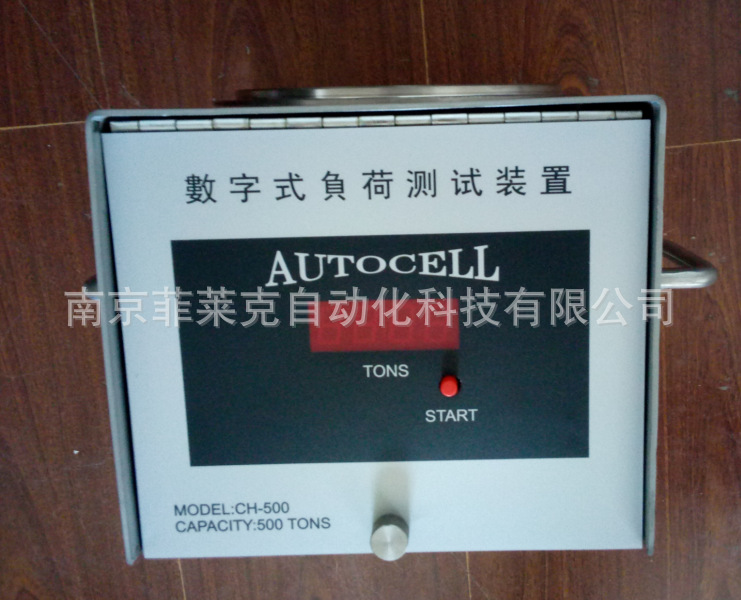 數字式負荷测试装置
AUTOCELL
南京菲莱克自动化科技有限公司
TONS
START
MODEL:CH-500
CAPACITY:500 TONS